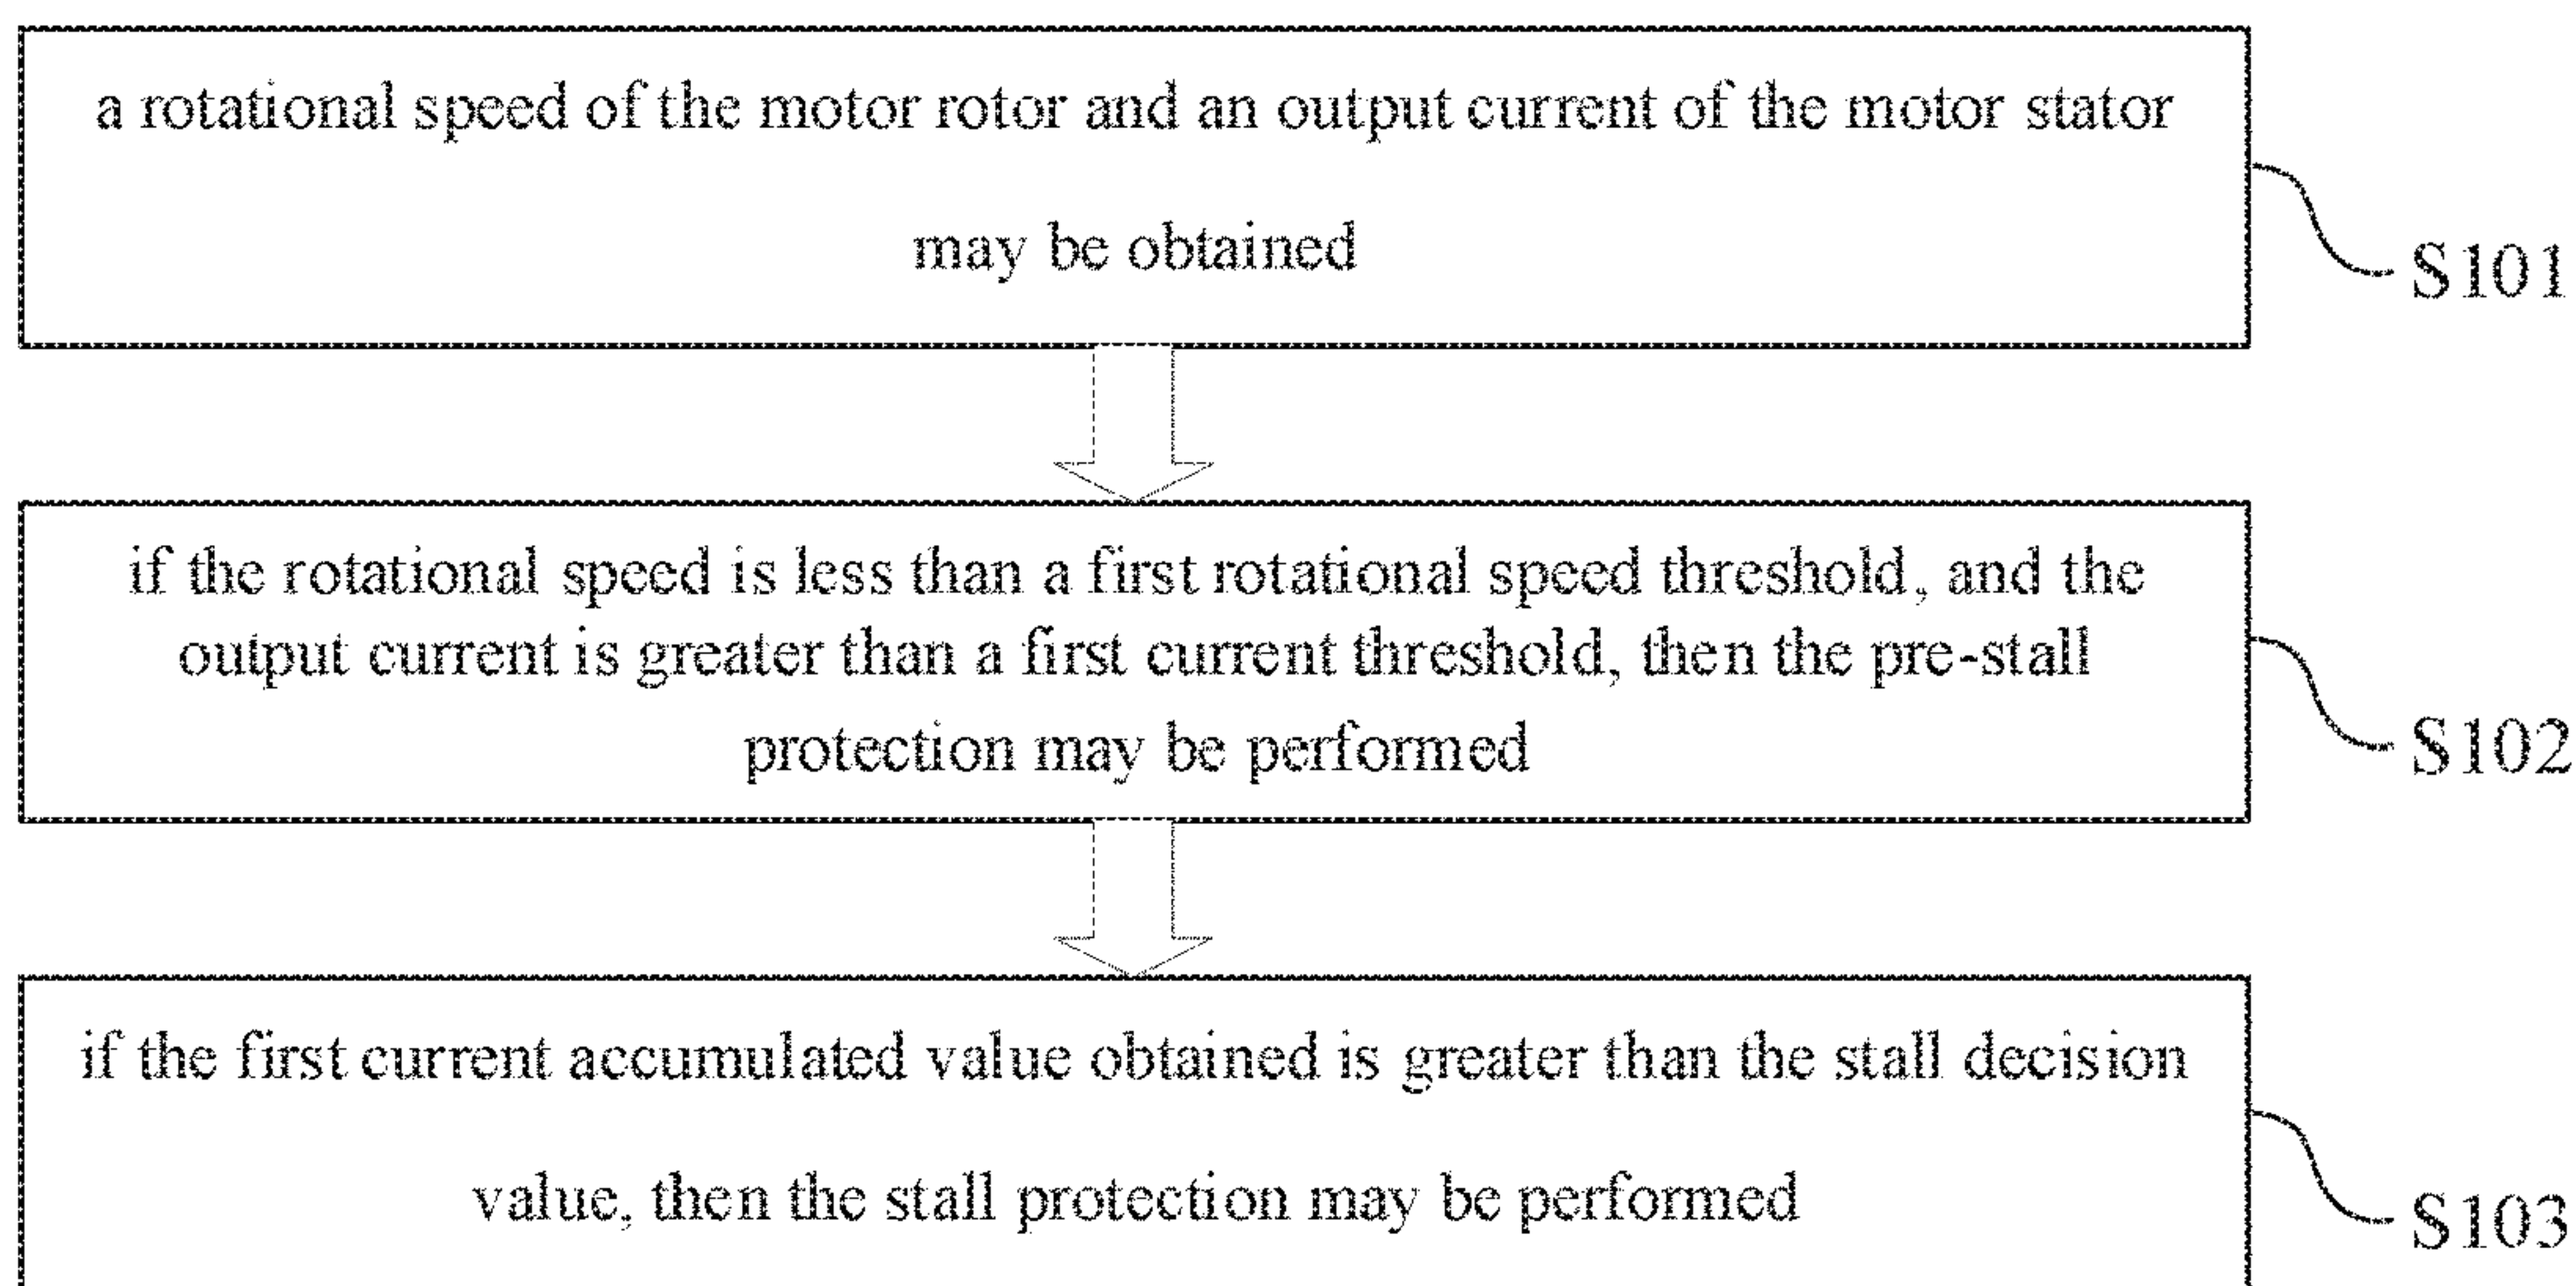 a rotational speed of the motor rotor and an output current of the motor stator
may be obtained
S101
if the rotational speed is less than a first rotational speed threshold, and the
output current is greater than a first current threshold, then the pre-stall
protection may be performed
S102
if the first current accumulated value obtained is greater than the stall decision
value, then the stall protection may be performed
S103